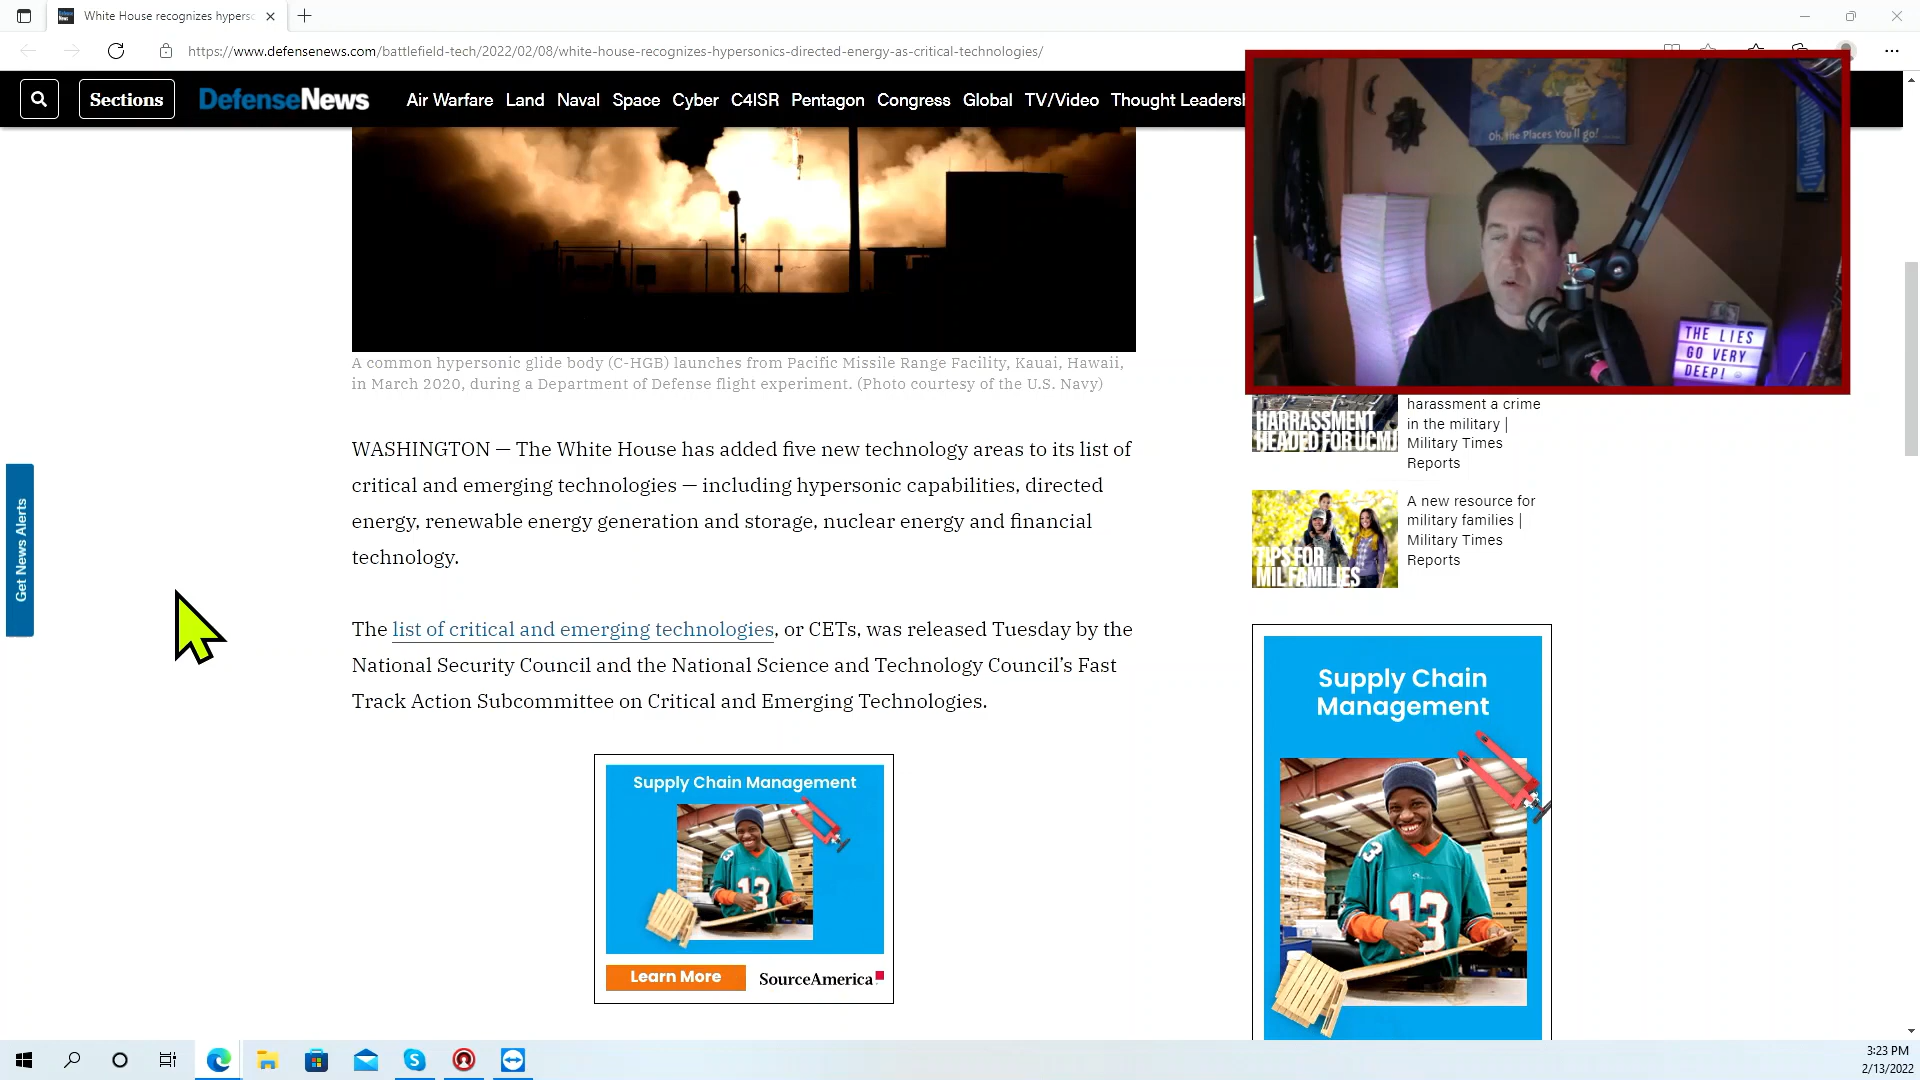 White House recognizes hypers
https://www.defensenews.com/battlefield-tech/2022/02/08/white-house-recognizes-hypersonics-directed-energy-as-critical-technologies/
Sections
DefenseNews
Air Warfare Land Naval Space Cyber C4ISR Pentagon Congress Global TV/Video Thought Leadersh
Oh, the Places You'll go!
THE LIES
GO VERY
DEEP!
A common hypersonic glide body (C-HGB) launches from Pacific Missile Range Facility, Kauai, Hawaii,
in March 2020, during a Department of Defense flight experiment. (Photo courtesy of the U.S. Navy)
WASHINGTON — The White House has added five new technology areas to its list of
critical and emerging technologies — including hypersonic capabilities, directed
energy, renewable energy generation and storage, nuclear energy and financial
technology.
The list of critical and emerging technologies, or CETs, was released Tuesday by the
National Security Council and the National Science and Technology Council’s Fast
Track Action Subcommittee on Critical and Emerging Technologies.
Get News Alerts
HARRASSMENT
HEADED FOR UCMJ
harassment a crime
in the military |
Military Times
Reports
TIPS FOR
MIL FAMILIES
A new resource for
military families |
Military Times
Reports
Supply Chain Management
13
Learn More
SourceAmerica
Supply Chain
Management
13
3:23 PM
2/13/2022